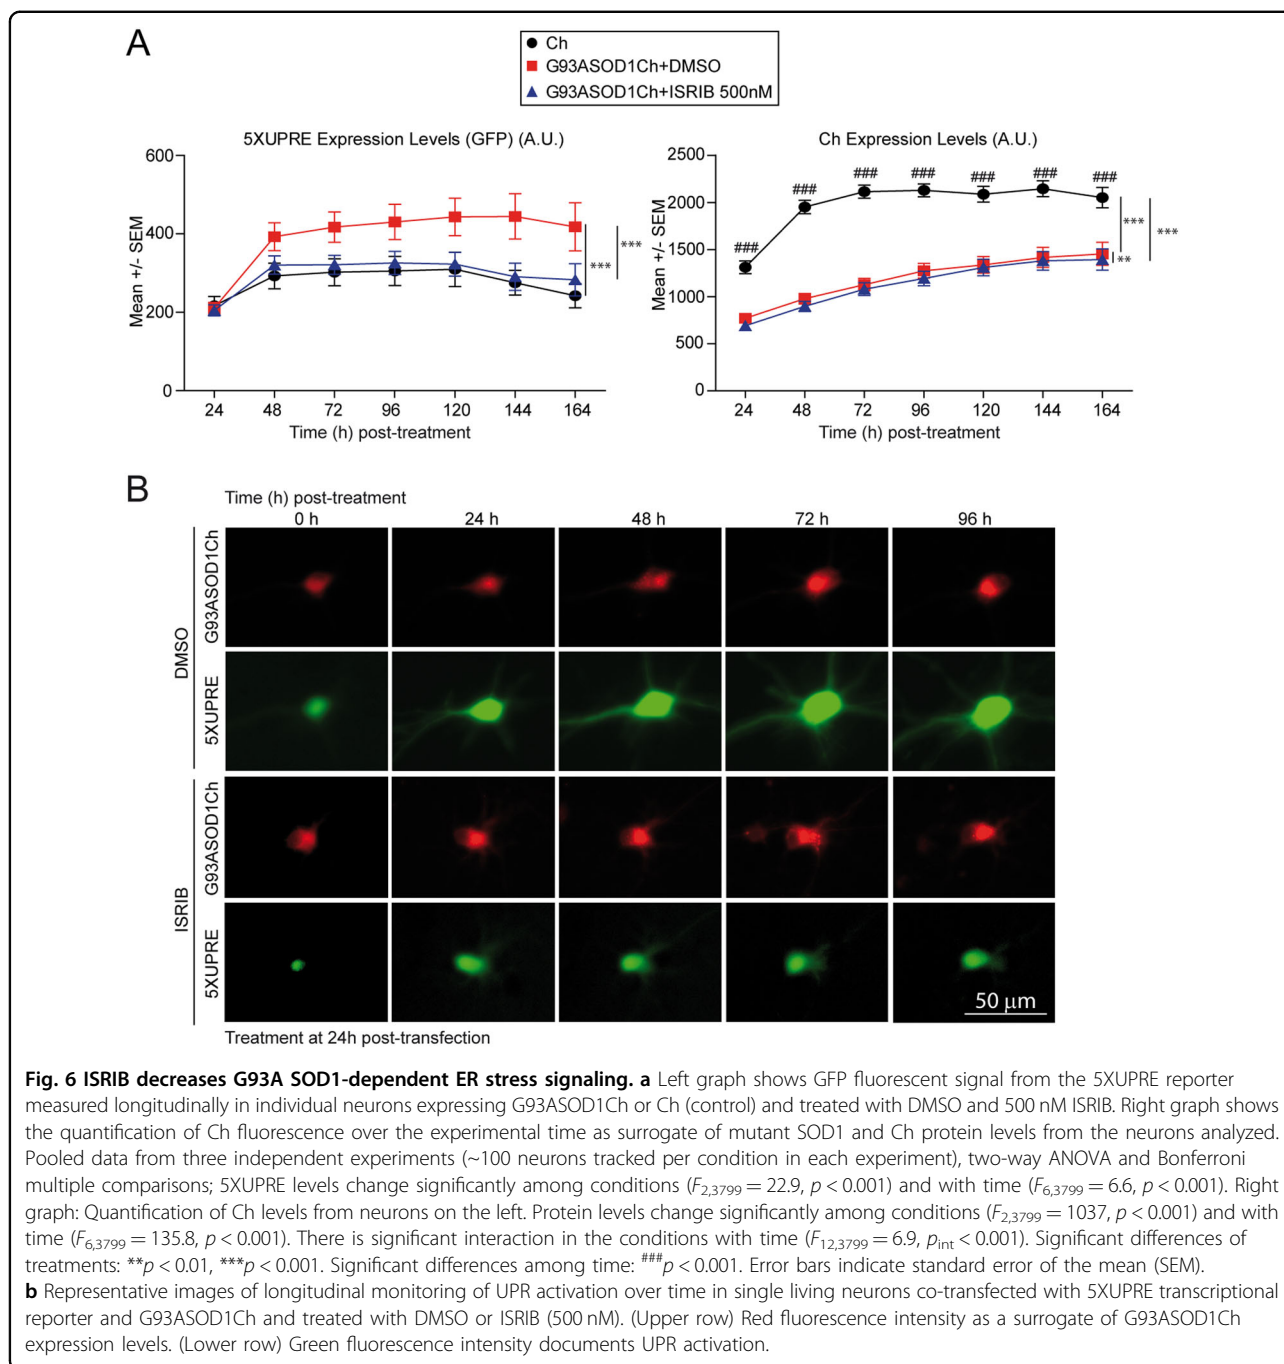 A
Ch
G93ASOD1Ch+DMSO
G93ASOD1Ch+ISRIB 500nM
5XUPRE Expression Levels (GFP) (A.U.)
Mean +/- SEM
600
400
200
0
***
***
24 48 72 96 120 144 164
Time (h) post-treatment
Ch Expression Levels (A.U.)
Mean +/- SEM
2500
2000
1500
1000
500
0
### ### ### ### ### ### ###
***
***
**
24 48 72 96 120 144 164
Time (h) post-treatment
B
Time (h) post-treatment
0 h 24 h 48 h 72 h 96 h
DMSO
G93ASOD1Ch
5XUPRE
ISRIB
G93ASOD1Ch
5XUPRE
50 µm
Treatment at 24h post-transfection
Fig. 6 ISRIB decreases G93A SOD1-dependent ER stress signaling. a Left graph shows GFP fluorescent signal from the 5XUPRE reporter
measured longitudinally in individual neurons expressing G93ASOD1Ch or Ch (control) and treated with DMSO and 500 nM ISRIB. Right graph shows
the quantification of Ch fluorescence over the experimental time as surrogate of mutant SOD1 and Ch protein levels from the neurons analyzed.
Pooled data from three independent experiments (~100 neurons tracked per condition in each experiment), two-way ANOVA and Bonferroni
multiple comparisons; 5XUPRE levels change significantly among conditions (F2,3799 = 22.9, p < 0.001) and with time (F6,3799 = 6.6, p < 0.001). Right
graph: Quantification of Ch levels from neurons on the left. Protein levels change significantly among conditions (F2,3799 = 1037, p < 0.001) and with
time (F6,3799 = 135.8, p < 0.001). There is significant interaction in the conditions with time (F12,3799 = 6.9, pint < 0.001). Significant differences of
treatments: **p < 0.01, ***p < 0.001. Significant differences among time: ###p < 0.001. Error bars indicate standard error of the mean (SEM).
b Representative images of longitudinal monitoring of UPR activation over time in single living neurons co-transfected with 5XUPRE transcriptional
reporter and G93ASOD1Ch and treated with DMSO or ISRIB (500 nM). (Upper row) Red fluorescence intensity as a surrogate of G93ASOD1Ch
expression levels. (Lower row) Green fluorescence intensity documents UPR activation.